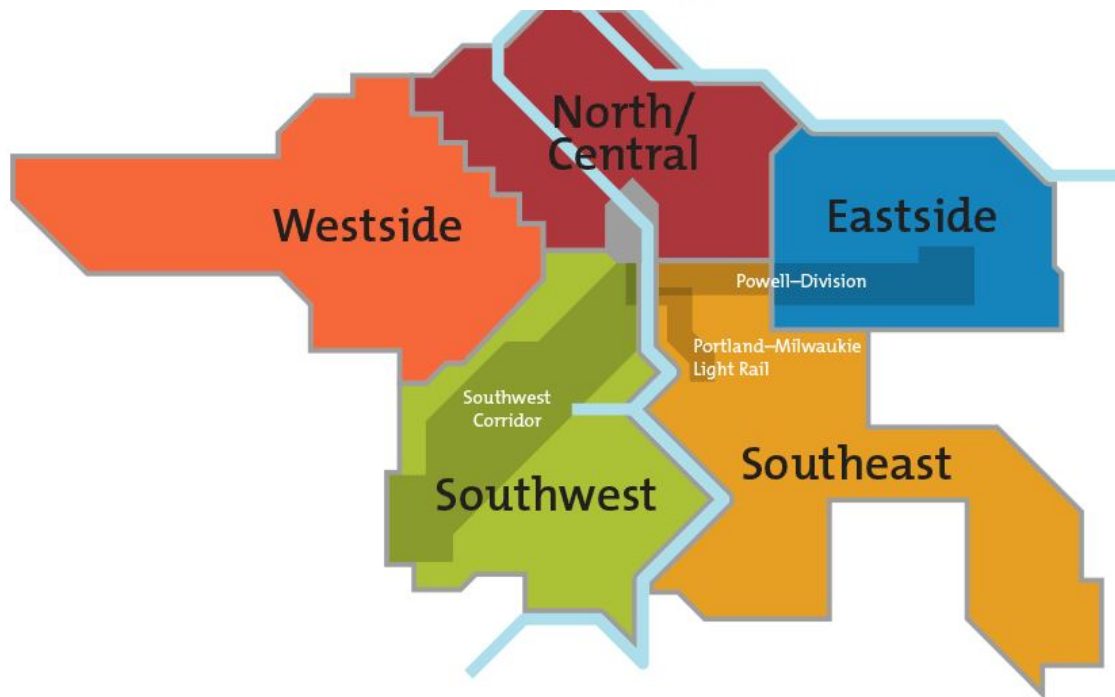 North/
Central
Westside
Eastside
Powell–Division
Portland–Milwaukie
Light Rail
Southwest
Corridor
Southeast
Southwest